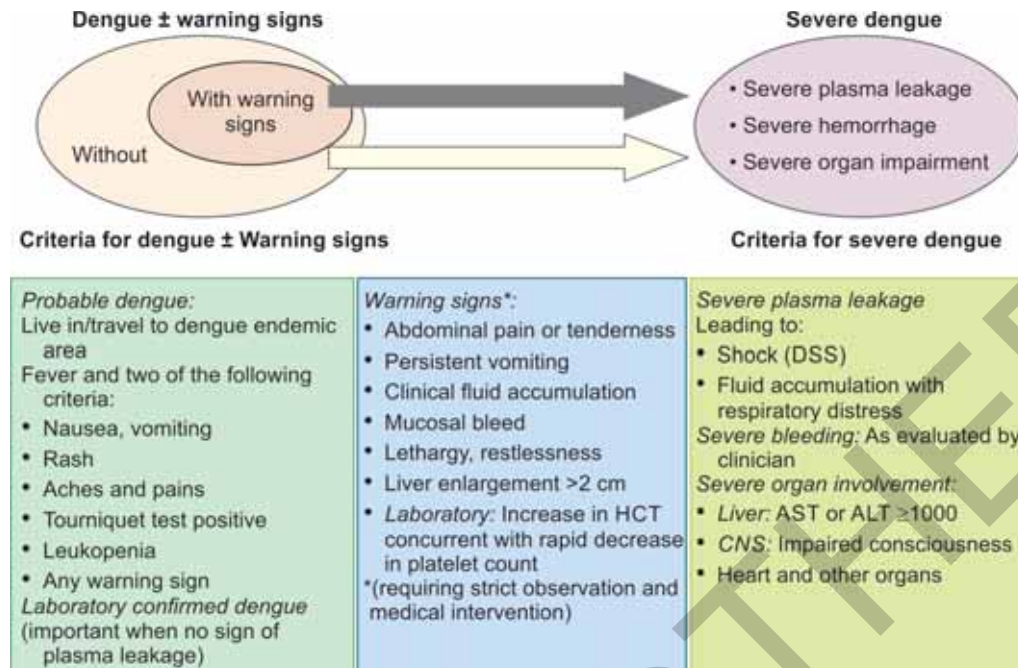 Dengue ± warning signs
Severe dengue
With warning
signs
Without
• Severe plasma leakage
• Severe hemorrhage
• Severe organ impairment
Criteria for dengue ± Warning signs
Criteria for severe dengue
Probable dengue:
Live in/travel to dengue endemic
area
Fever and two of the following
criteria:
• Nausea, vomiting
• Rash
• Aches and pains
• Tourniquet test positive
• Leukopenia
• Any warning sign
Laboratory confirmed dengue
(important when no sign of
plasma leakage)
Warning signs*:
• Abdominal pain or tenderness
• Persistent vomiting
• Clinical fluid accumulation
• Mucosal bleed
• Lethargy, restlessness
• Liver enlargement >2 cm
• Laboratory: Increase in HCT
concurrent with rapid decrease
in platelet count
*(requiring strict observation and
medical intervention)
Severe plasma leakage
Leading to:
• Shock (DSS)
• Fluid accumulation with
respiratory distress
Severe bleeding: As evaluated by
clinician
Severe organ involvement:
• Liver: AST or ALT ≥1000
• CNS: Impaired consciousness
• Heart and other organs